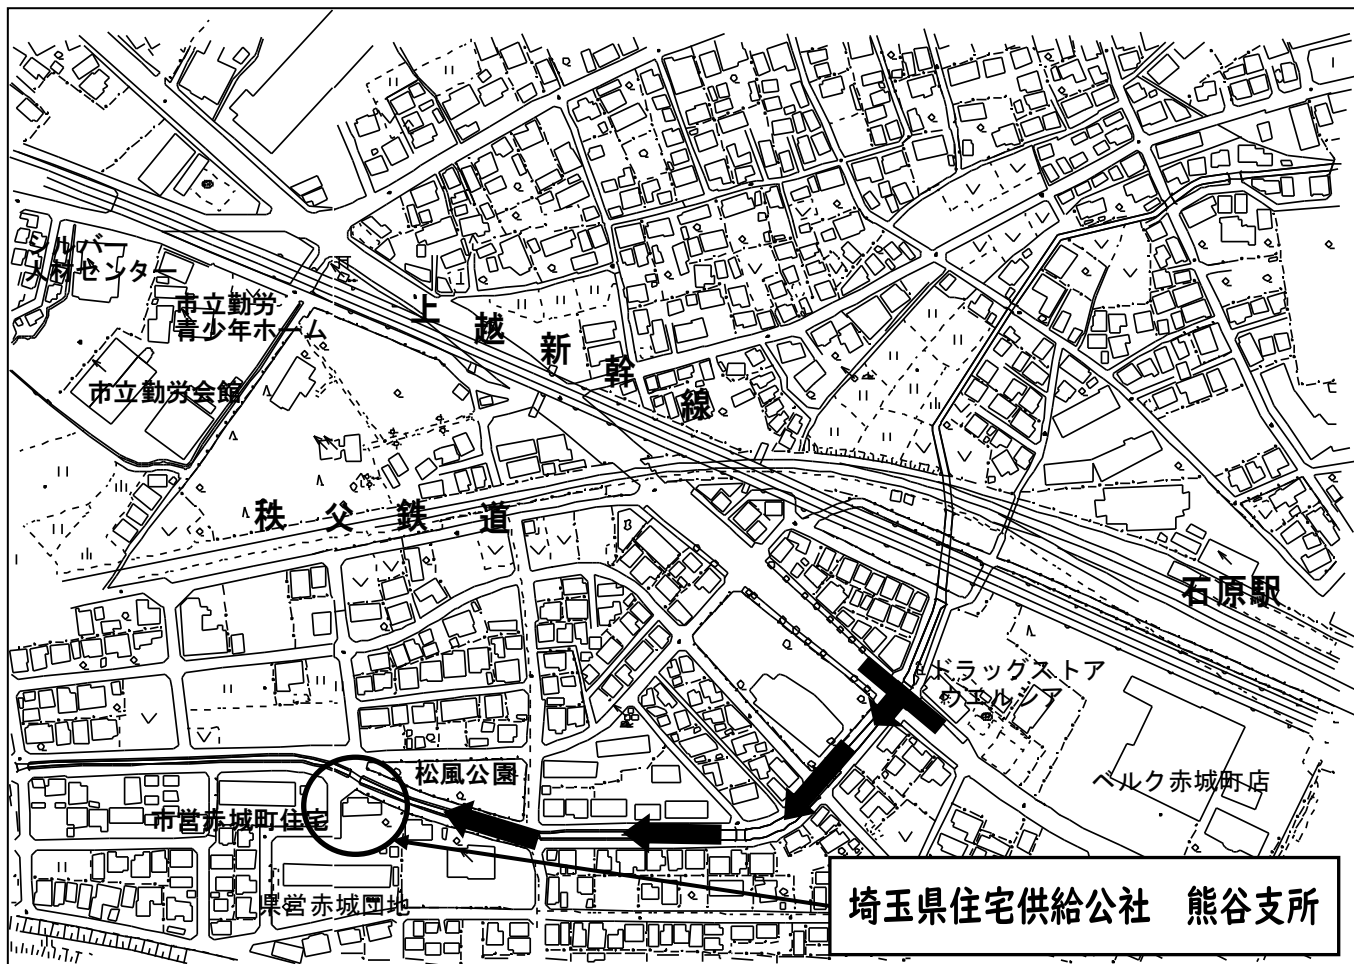 シルバー
人材センター
市立勤労
青少年ホーム
市立勤労会館
上越新幹線
秩父鉄道
石原駅
ドラッグストア
ウエルシア
ベルク赤城町店
松風公園
市営赤城町住宅
県営赤城団地
埼玉県住宅供給公社 熊谷支所